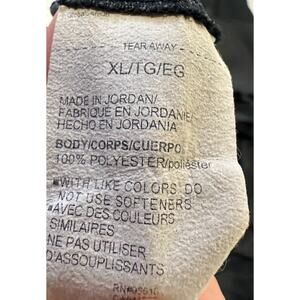 TEAR AWAY
XL/TG/EG
MADE IN JORDAN/
FABRIQUÉ EN JORDANIE/
HECHO EN JORDANIA
BODY/CORPS/CUERPO
100% POLYESTER/poliéster
▪WITH LIKE COLORS. DO
NOT USE SOFTENERS
▪AVEC DES COULEURS
SIMILAIRES
NE PAS UTILISER
D'ASSOUPLISSANTS